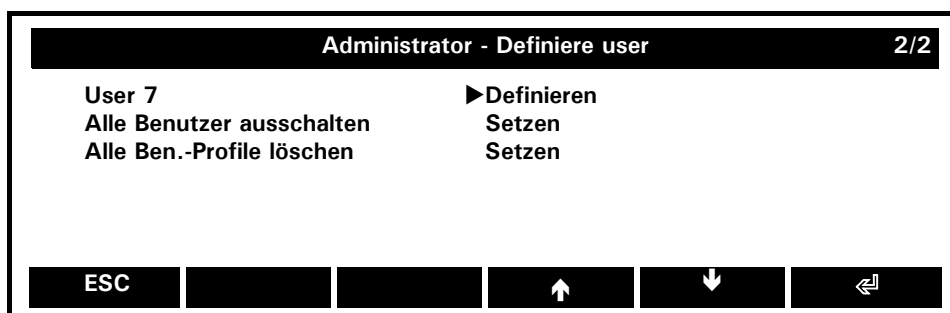 Administrator - Definiere user 2/2
User 7 ▶Definieren
Alle Benutzer ausschalten Setzen
Alle Ben.-Profile löschen Setzen
ESC